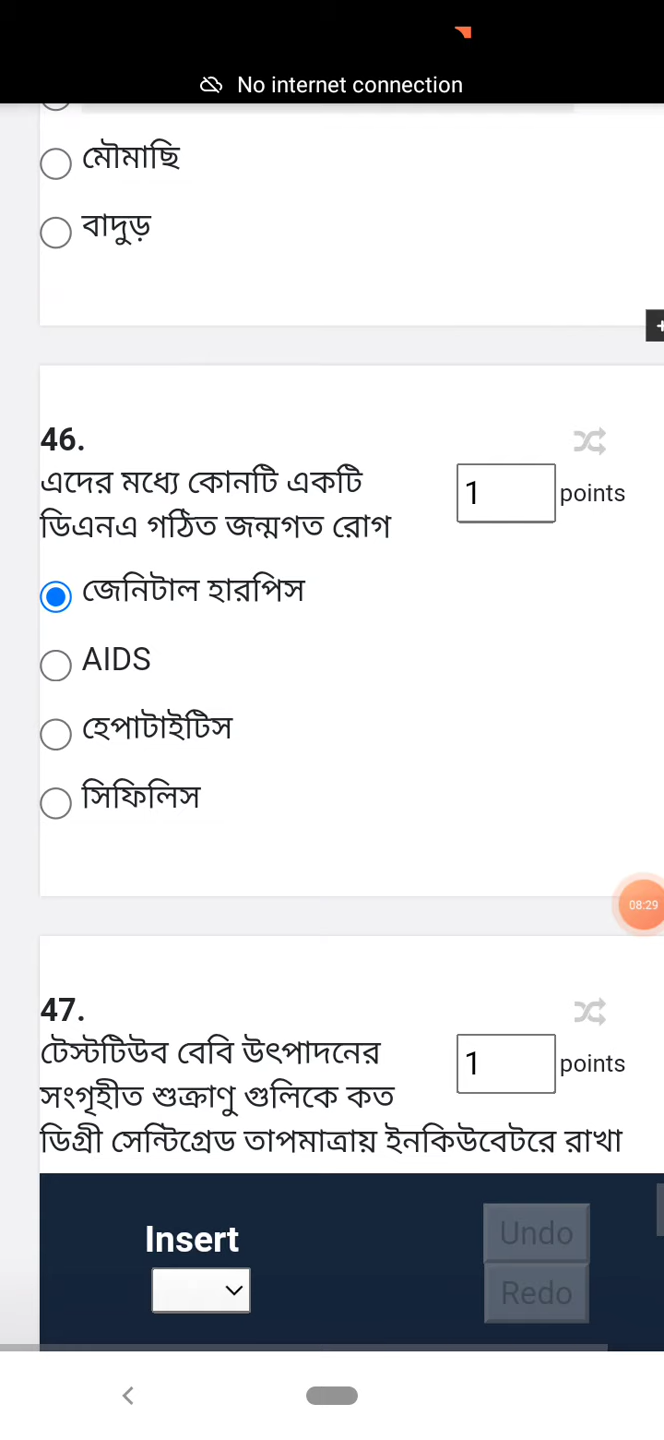 No internet connection
মৌমাছি
বাদুড়
46.
এদের মধ্যে কোনটি একটি
ডিএনএ গঠিত জন্মগত রোগ
1 points
জেনিটাল হারপিস
AIDS
হেপাটাইটিস
সিফিলিস
08:29
47.
টেস্টটিউব বেবি উৎপাদনের
সংগৃহীত শুক্রাণু গুলিকে কত
ডিগ্রী সেন্টিগ্রেড তাপমাত্রায় ইনকিউবেটরে রাখা
1 points
Insert
Undo
Redo